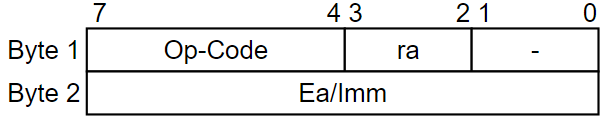 7 4 3 2 1 0
Byte 1 Op-Code ra -
Byte 2 Ea/Imm